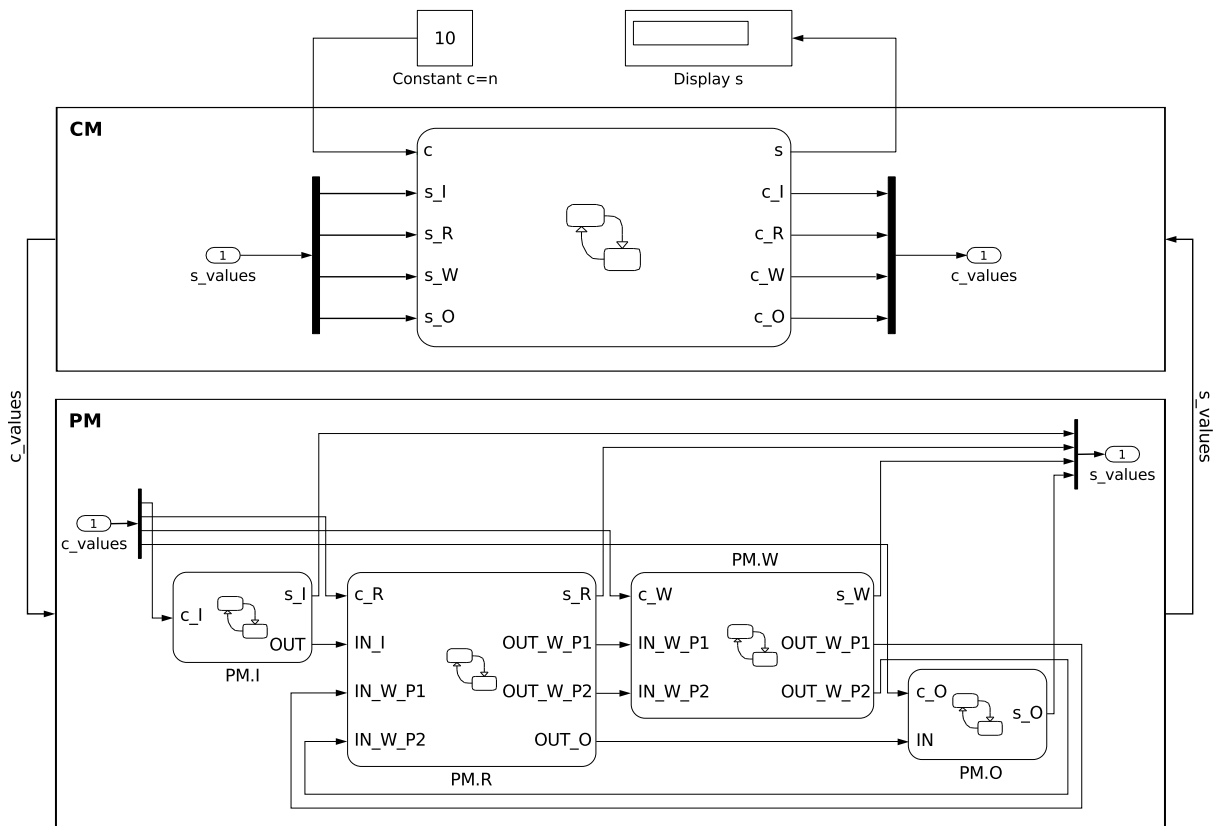 10
Constant c=n
Display s
CM
c
s
s_I
c_I
s_R
c_R
1
s_values
s_W
c_W
1
c_values
s_O
c_O
c_values
s_values
PM
1
s_values
1
c_values
PM.W
c_I
s_I
OUT
PM.I
c_R
s_R
IN_I
OUT_W_P1
IN_W_P1
OUT_W_P2
IN_W_P2
OUT_O
PM.R
c_W
s_W
IN_W_P1
OUT_W_P1
IN_W_P2
OUT_W_P2
c_O
s_O
IN
PM.O